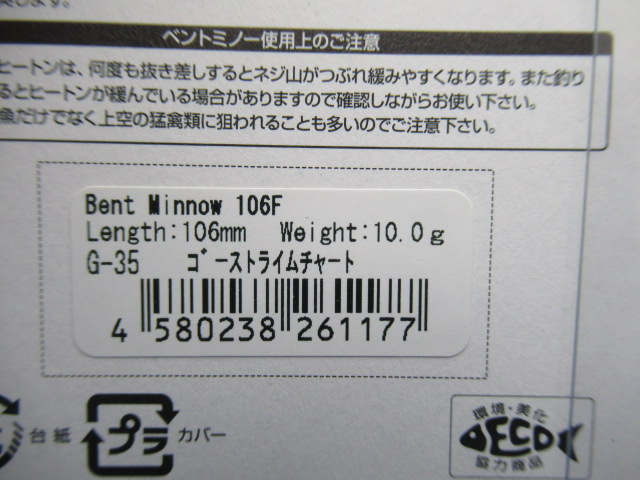 ベントミノー使用上のご注意
ヒートンは、何度も抜き差しするとネジ山がつぶれ緩みやすくなります。また釣り
るとヒートンが緩んでいる場合がありますので確認しながらお使い下さい。
魚だけでなく上空の猛禽類に狙われることも多いのでご注意下さい。
Bent Minnow 106F
Length:106mm Weight:10.0g
G-35 ゴーストライムチャート
4 580238 261177
台紙 プラ カバー
環境・美化
ECO
協力商品